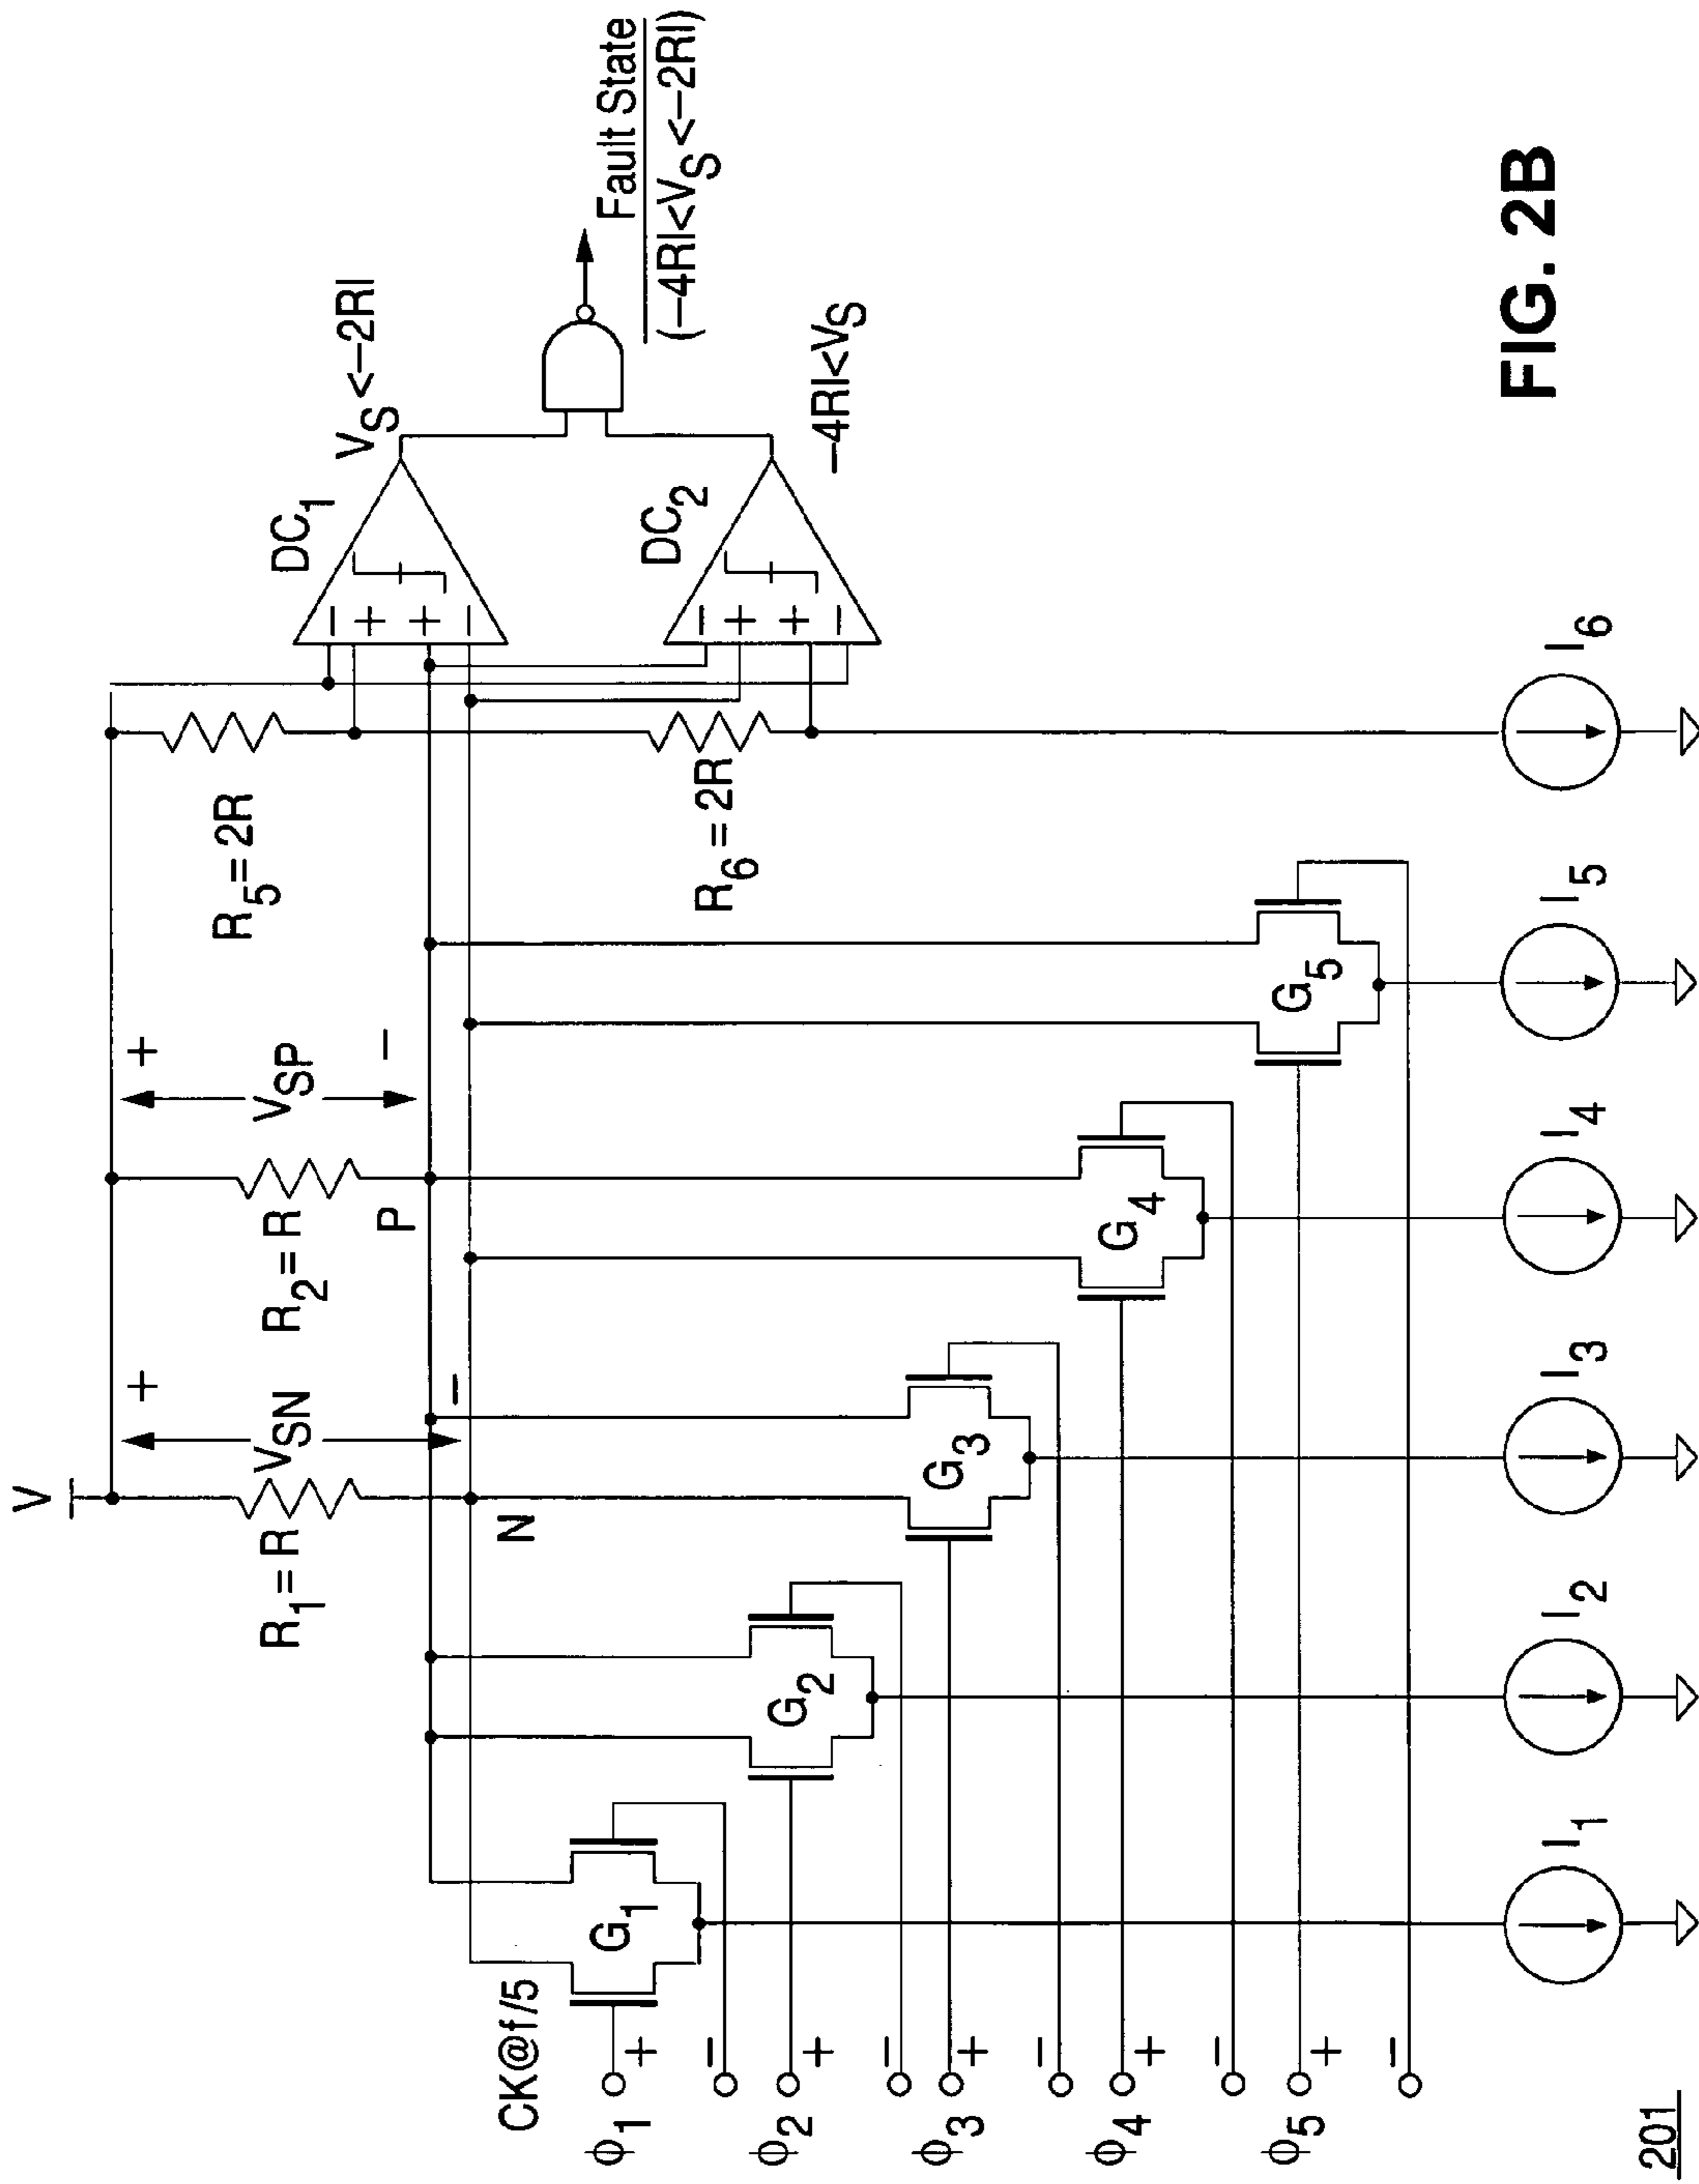 V
R1=R
VSN
+
−
N
R2=R
VSP
+
−
P
R5=2R
R6=2R
DC1
−
+
+
−
VS<−2RI
DC2
−
+
+
−
−4RI<VS
Fault State
(−4RI<VS<−2RI)
CK@f/5
ϕ1
+
−
ϕ2
+
−
ϕ3
+
−
ϕ4
+
−
ϕ5
+
−
G1
G2
G3
G4
G5
I1
I2
I3
I4
I5
I6
201
FIG. 2B